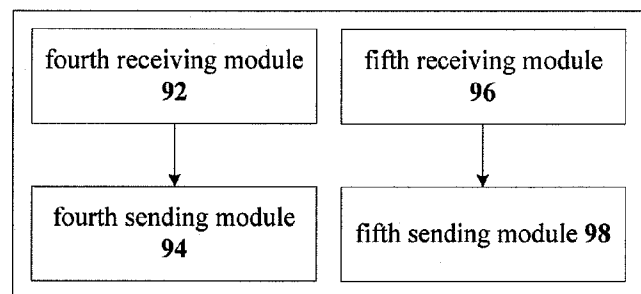 fourth receiving module
92
fifth receiving module
96
fourth sending module
94
fifth sending module 98